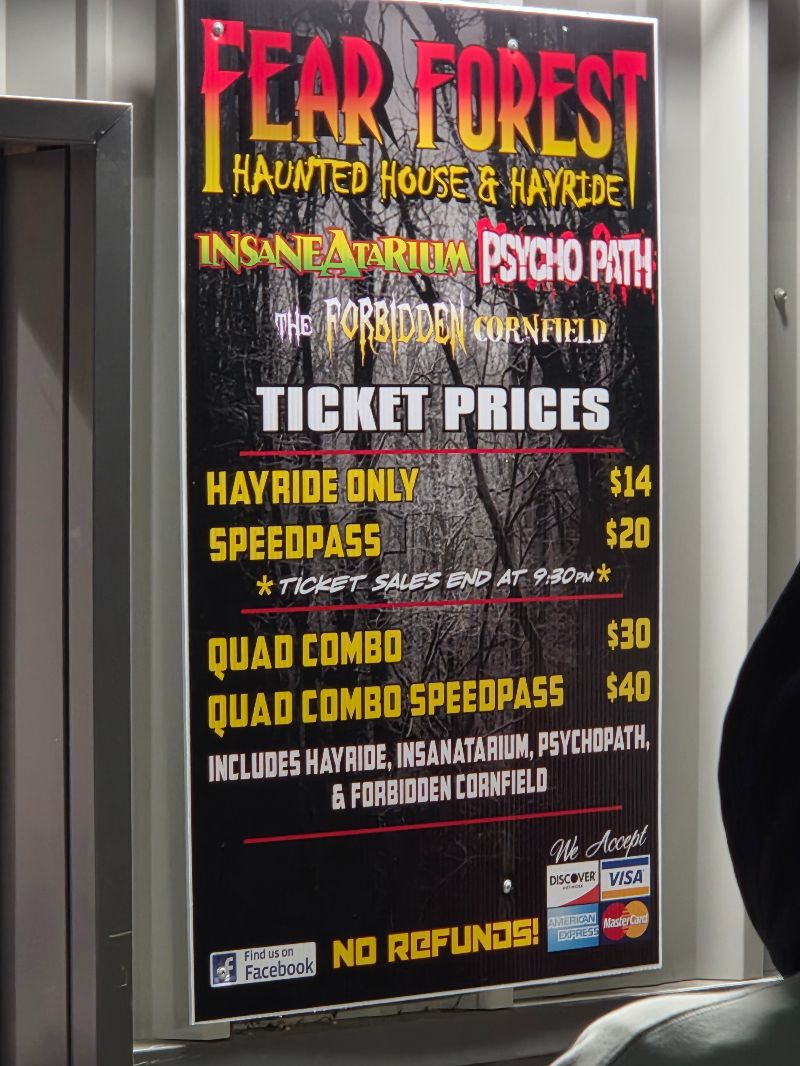 FEAR FOREST
HAUNTED HOUSE & HAYRIDE
INSANEATARIUM PSYCHO PATH
THE FORBIDDEN CORNFIELD
TICKET PRICES
HAYRIDE ONLY $14
SPEEDPASS $20
*TICKET SALES END AT 9:30PM*
QUAD COMBO $30
QUAD COMBO SPEEDPASS $40
INCLUDES HAYRIDE, INSANATARIUM, PSYCHOPATH,
& FORBIDDEN CORNFIELD
We Accept
DISCOVER NETWORK VISA
AMERICAN EXPRESS MasterCard
f Find us on Facebook
NO REFUNDS!